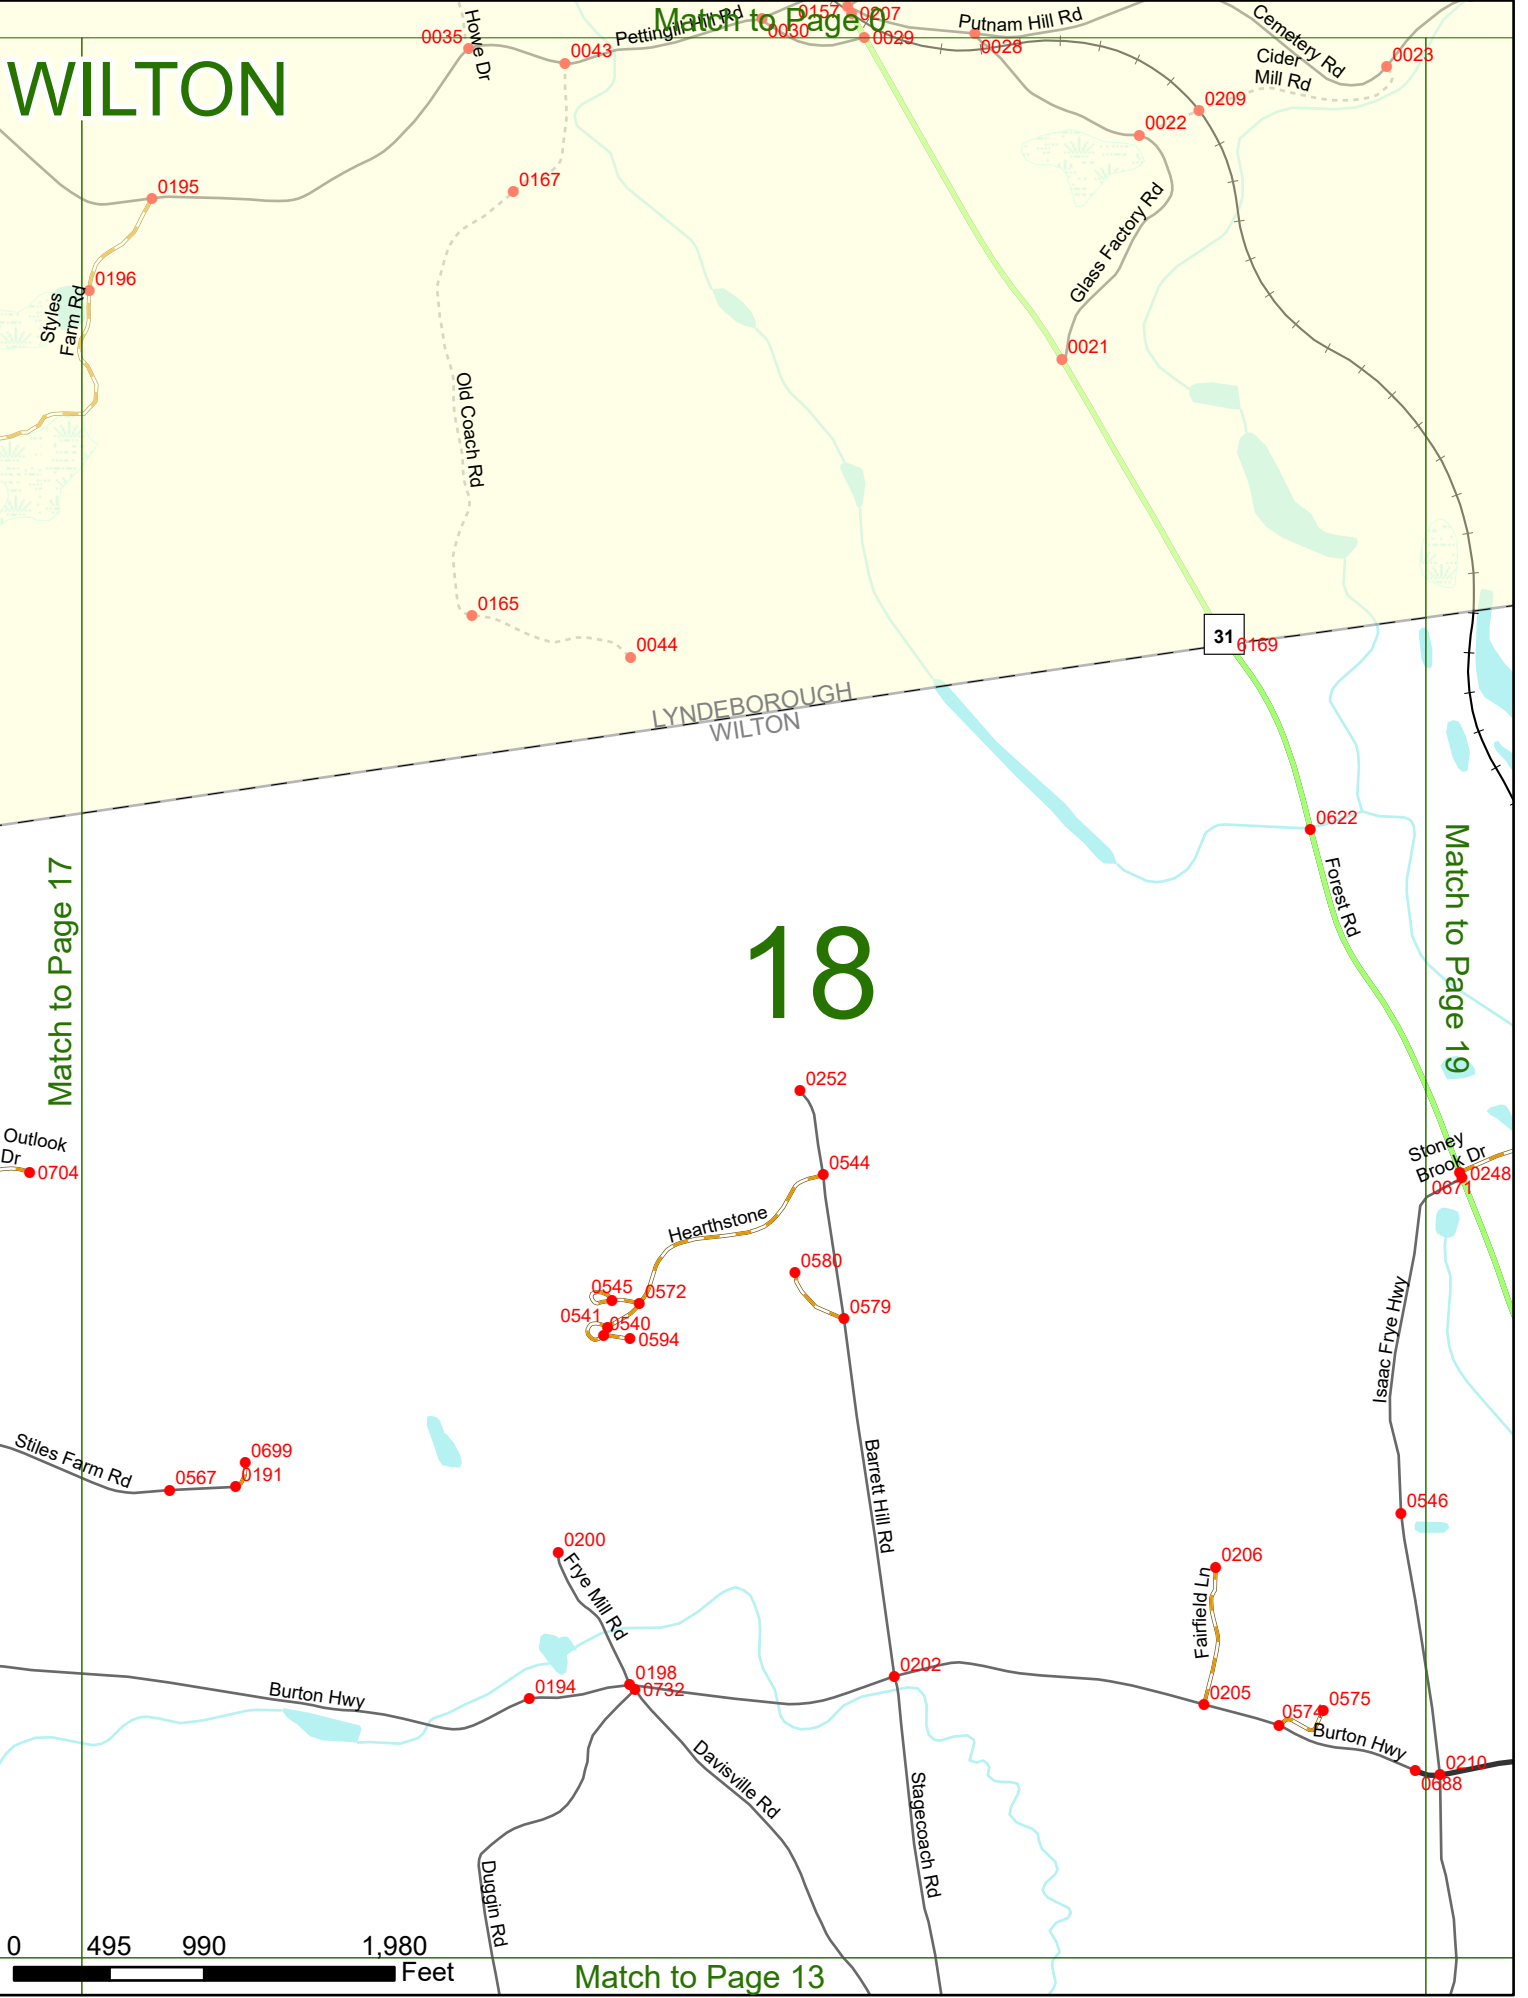 Match to Page 0
WILTON
0035
Howe Dr
0043
Pettingill Hill Rd
0030
0157
0207
0029
Putnam Hill Rd
0028
Cemetery Rd
Cider
Mill Rd
0023
0209
0022
0195
0167
Glass Factory Rd
0196
Styles
Farm Rd
0021
Old Coach Rd
0165
0044
31
6169
LYNDEBOROUGH
WILTON
0622
Forest Rd
Match to Page 17
18
Match to Page 19
0252
Outlook
Dr
0704
0544
Stoney
Brook Dr
0248
0671
Hearthstone
0580
0545
0572
0579
0541
0540
0594
Isaac Frye Hwy
Stiles Farm Rd
0699
0567
0191
Barrett Hill Rd
0546
0200
Frye Mill Rd
0206
Fairfield Ln
0198
0202
0732
0194
Burton Hwy
0205
0574
0575
Burton Hwy
0210
0688
Davisville Rd
Stagecoach Rd
Duggin Rd
0 495 990 1,980
Feet
Match to Page 13